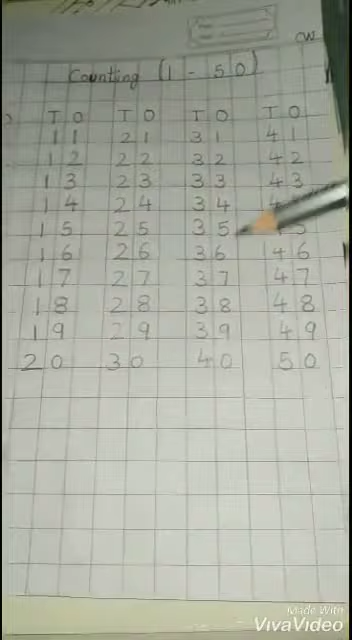 CW
Counting (1 - 50)
T O T O T O T O
1 1 2 1 3 1 4 1
1 2 2 2 3 2 4 2
1 3 2 3 3 3 4 3
1 4 2 4 3 4 4
1 5 2 5 3 5 5
1 6 2 6 3 6 4 6
1 7 2 7 3 7 4 7
1 8 2 8 3 8 4 8
1 9 2 9 3 9 4 9
2 0 3 0 4 0 5 0
Made With
VivaVideo